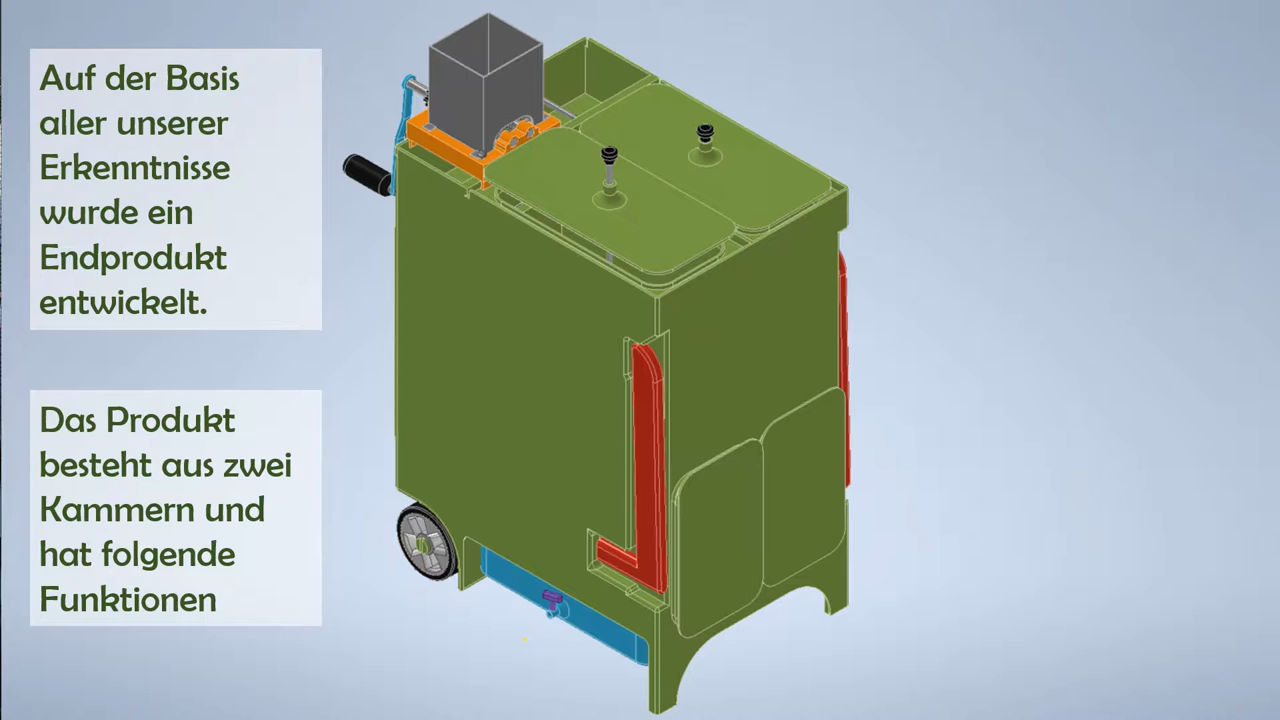 Auf der Basis
aller unserer
Erkenntnisse
wurde ein
Endprodukt
entwickelt.
Das Produkt
besteht aus zwei
Kammern und
hat folgende
Funktionen